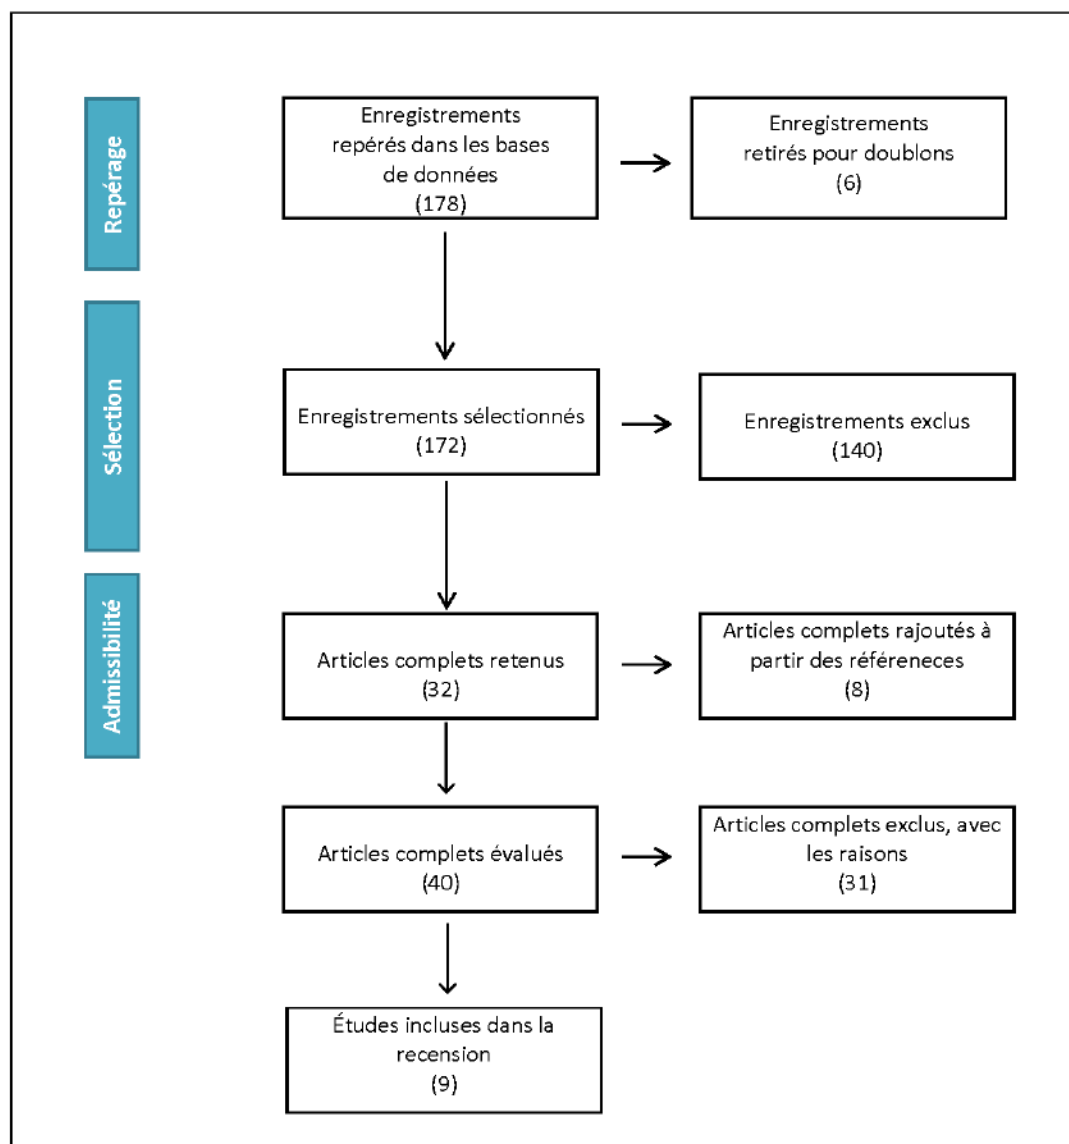 Repérage
Enregistrements
repérés dans les bases
de données
(178)
Enregistrements
retirés pour doublons
(6)
Sélection
Enregistrements sélectionnés
(172)
Enregistrements exclus
(140)
Admissibilité
Articles complets retenus
(32)
Articles complets rajoutés à
partir des référeneces
(8)
Articles complets évalués
(40)
Articles complets exclus, avec
les raisons
(31)
Études incluses dans la
recension
(9)